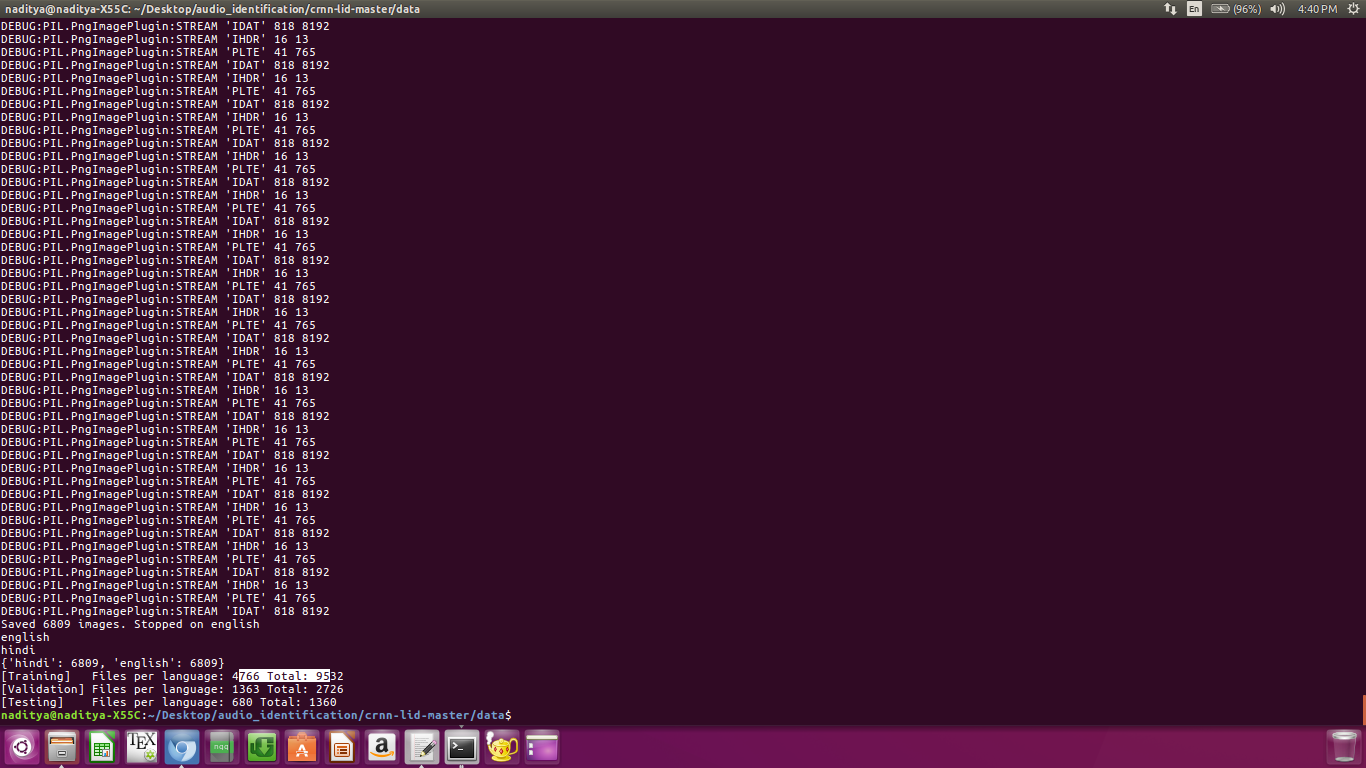 naditya@naditya-X55C: ~/Desktop/audio_identification/crnn-lid-master/data
En
(96%)
4:40 PM
DEBUG:PIL.PngImagePlugin:STREAM 'IDAT' 818 8192
DEBUG:PIL.PngImagePlugin:STREAM 'IHDR' 16 13
DEBUG:PIL.PngImagePlugin:STREAM 'PLTE' 41 765
DEBUG:PIL.PngImagePlugin:STREAM 'IDAT' 818 8192
DEBUG:PIL.PngImagePlugin:STREAM 'IHDR' 16 13
DEBUG:PIL.PngImagePlugin:STREAM 'PLTE' 41 765
DEBUG:PIL.PngImagePlugin:STREAM 'IDAT' 818 8192
DEBUG:PIL.PngImagePlugin:STREAM 'IHDR' 16 13
DEBUG:PIL.PngImagePlugin:STREAM 'PLTE' 41 765
DEBUG:PIL.PngImagePlugin:STREAM 'IDAT' 818 8192
DEBUG:PIL.PngImagePlugin:STREAM 'IHDR' 16 13
DEBUG:PIL.PngImagePlugin:STREAM 'PLTE' 41 765
DEBUG:PIL.PngImagePlugin:STREAM 'IDAT' 818 8192
DEBUG:PIL.PngImagePlugin:STREAM 'IHDR' 16 13
DEBUG:PIL.PngImagePlugin:STREAM 'PLTE' 41 765
DEBUG:PIL.PngImagePlugin:STREAM 'IDAT' 818 8192
DEBUG:PIL.PngImagePlugin:STREAM 'IHDR' 16 13
DEBUG:PIL.PngImagePlugin:STREAM 'PLTE' 41 765
DEBUG:PIL.PngImagePlugin:STREAM 'IDAT' 818 8192
DEBUG:PIL.PngImagePlugin:STREAM 'IHDR' 16 13
DEBUG:PIL.PngImagePlugin:STREAM 'PLTE' 41 765
DEBUG:PIL.PngImagePlugin:STREAM 'IDAT' 818 8192
DEBUG:PIL.PngImagePlugin:STREAM 'IHDR' 16 13
DEBUG:PIL.PngImagePlugin:STREAM 'PLTE' 41 765
DEBUG:PIL.PngImagePlugin:STREAM 'IDAT' 818 8192
DEBUG:PIL.PngImagePlugin:STREAM 'IHDR' 16 13
DEBUG:PIL.PngImagePlugin:STREAM 'PLTE' 41 765
DEBUG:PIL.PngImagePlugin:STREAM 'IDAT' 818 8192
DEBUG:PIL.PngImagePlugin:STREAM 'IHDR' 16 13
DEBUG:PIL.PngImagePlugin:STREAM 'PLTE' 41 765
DEBUG:PIL.PngImagePlugin:STREAM 'IDAT' 818 8192
DEBUG:PIL.PngImagePlugin:STREAM 'IHDR' 16 13
DEBUG:PIL.PngImagePlugin:STREAM 'PLTE' 41 765
DEBUG:PIL.PngImagePlugin:STREAM 'IDAT' 818 8192
DEBUG:PIL.PngImagePlugin:STREAM 'IHDR' 16 13
DEBUG:PIL.PngImagePlugin:STREAM 'PLTE' 41 765
DEBUG:PIL.PngImagePlugin:STREAM 'IDAT' 818 8192
DEBUG:PIL.PngImagePlugin:STREAM 'IHDR' 16 13
DEBUG:PIL.PngImagePlugin:STREAM 'PLTE' 41 765
DEBUG:PIL.PngImagePlugin:STREAM 'IDAT' 818 8192
DEBUG:PIL.PngImagePlugin:STREAM 'IHDR' 16 13
DEBUG:PIL.PngImagePlugin:STREAM 'PLTE' 41 765
DEBUG:PIL.PngImagePlugin:STREAM 'IDAT' 818 8192
DEBUG:PIL.PngImagePlugin:STREAM 'IHDR' 16 13
DEBUG:PIL.PngImagePlugin:STREAM 'PLTE' 41 765
DEBUG:PIL.PngImagePlugin:STREAM 'IDAT' 818 8192
Saved 6809 images. Stopped on english
english
hindi
{'hindi': 6809, 'english': 6809}
[Training]   Files per language: 4766 Total: 9532
[Validation] Files per language: 1363 Total: 2726
[Testing]    Files per language: 680 Total: 1360
naditya@naditya-X55C:~/Desktop/audio_identification/crnn-lid-master/data$
TEX
nqq
a